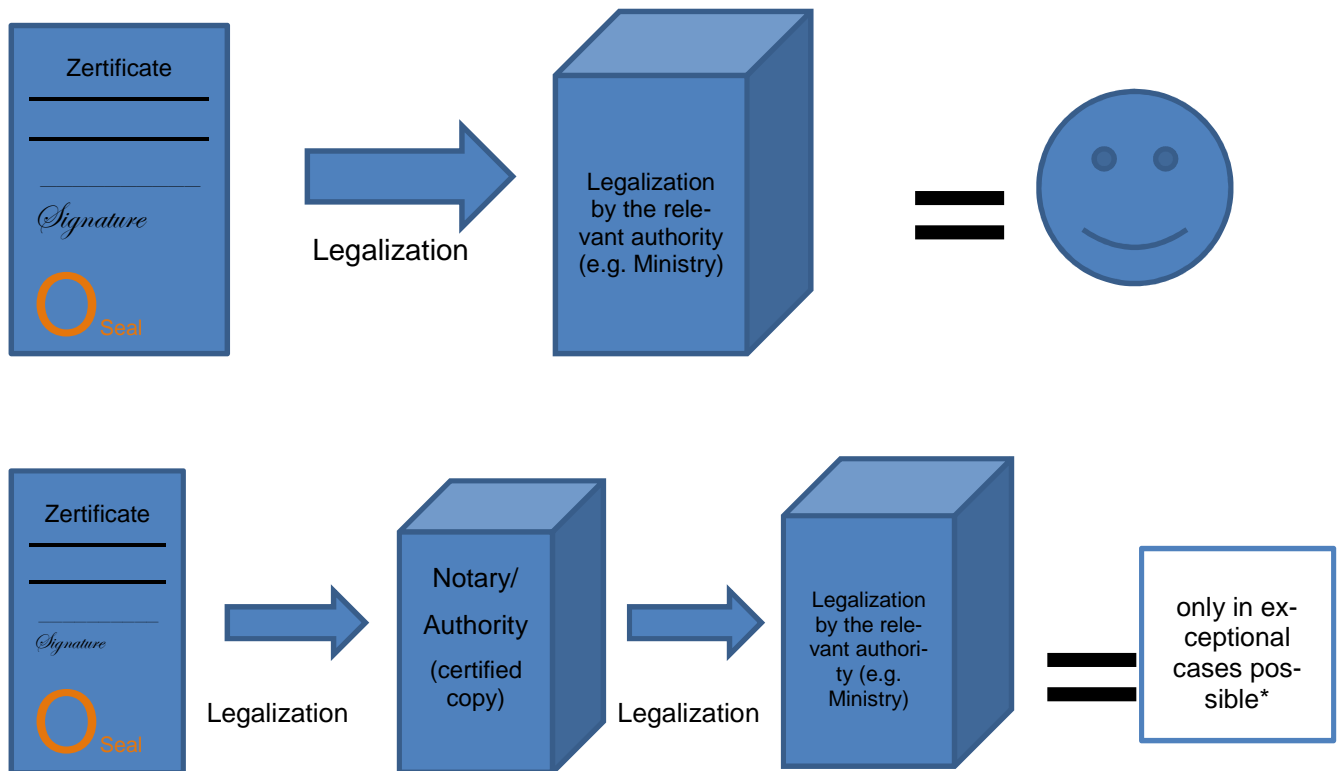 Zertificate
Signature
O Seal
Legalization
Legalization
by the rele-
vant authority
(e.g. Ministry)
Zertificate
Signature
O Seal
Legalization
Notary/
Authority
(certified
copy)
Legalization
Legalization
by the rele-
vant authori-
ty (e.g.
Ministry)
only in ex-
ceptional
cases pos-
sible*